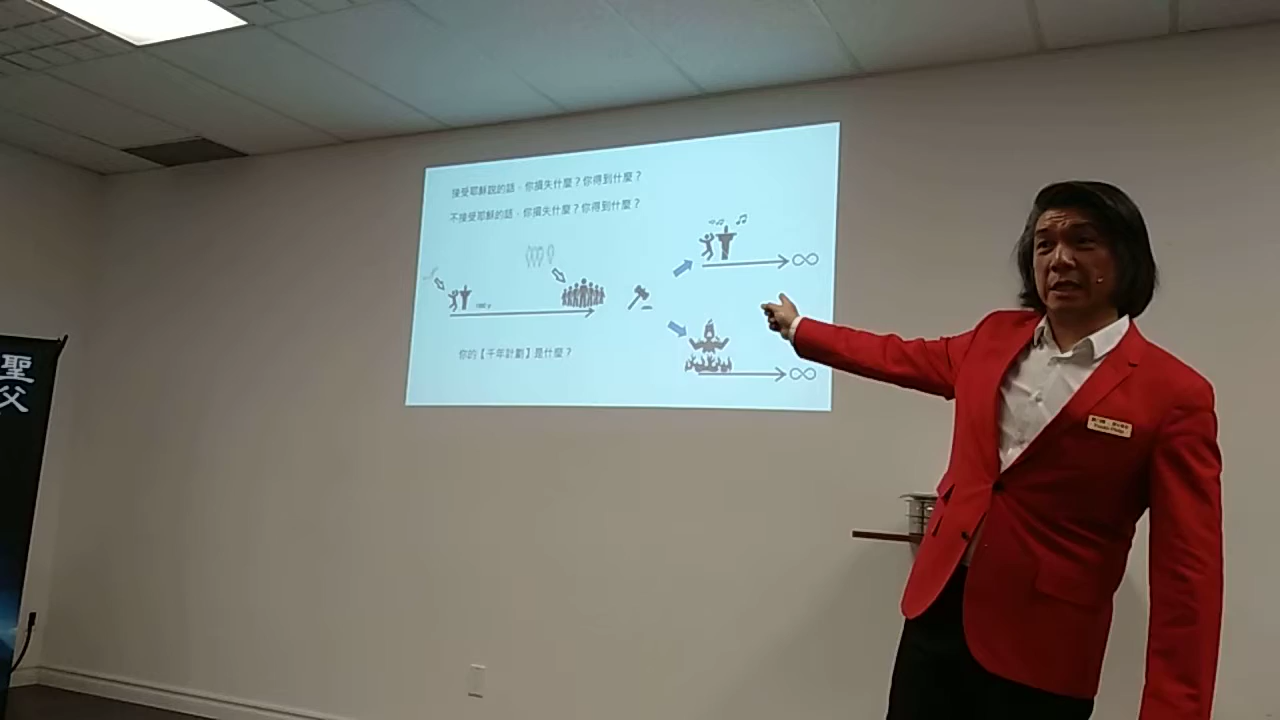 接受耶穌說的話，你損失什麼？你得到什麼？
不接受耶穌的話，你損失什麼？你得到什麼？
你的【千年計劃】是什麼？
聖
父